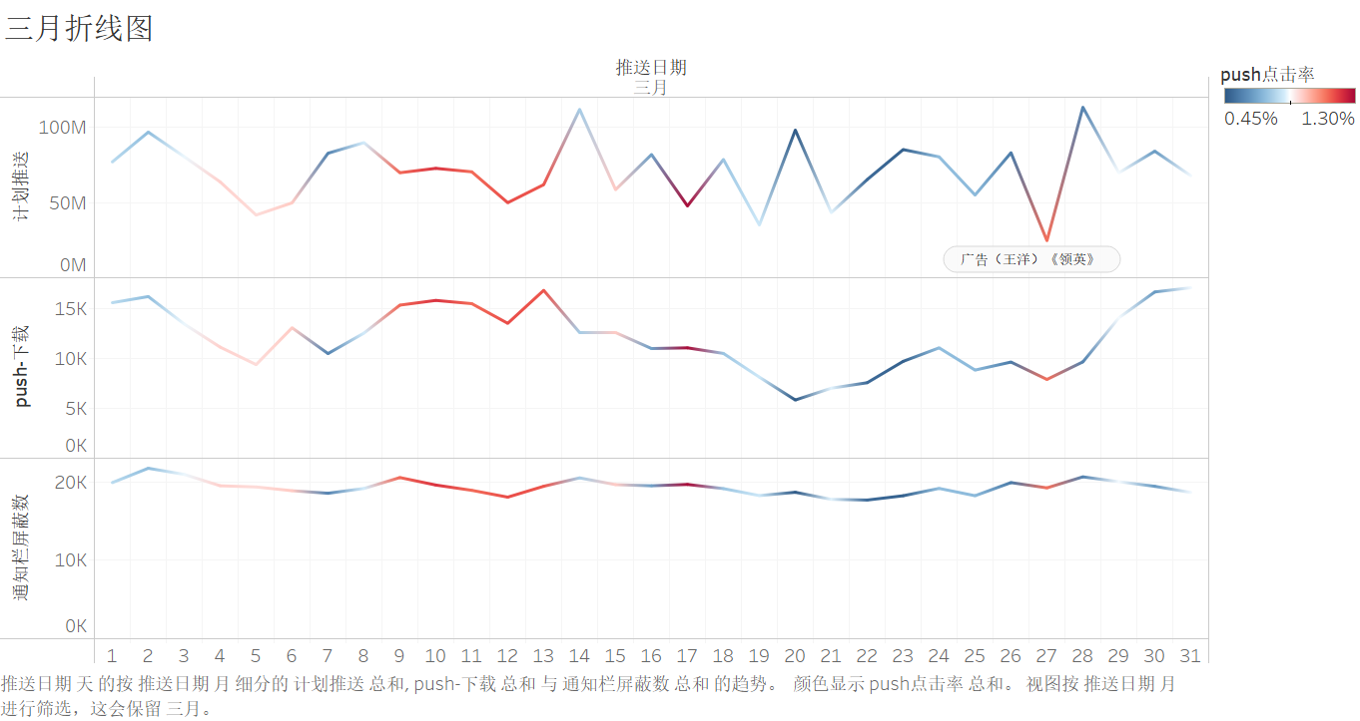 三月折线图
推送日期
三月
push点击率
0.45% 1.30%
计划推送
100M
50M
0M
广告（王洋）《领英》
push-下载
15K
10K
5K
0K
通知栏屏蔽数
20K
10K
0K
1 2 3 4 5 6 7 8 9 10 11 12 13 14 15 16 17 18 19 20 21 22 23 24 25 26 27 28 29 30 31
推送日期 天 的按 推送日期 月 细分的 计划推送 总和, push-下载 总和 与 通知栏屏蔽数 总和 的趋势。 颜色显示 push点击率 总和。 视图按 推送日期 月
进行筛选，这会保留 三月。